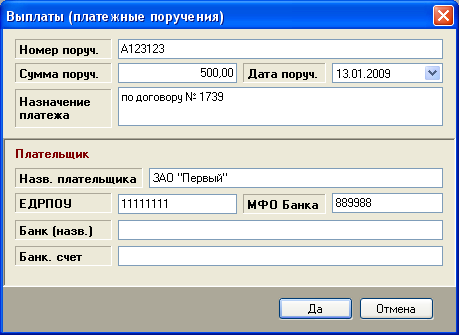 Выплаты (платежные поручения)
Номер поруч. А123123
Сумма поруч. 500,00 Дата поруч. 13.01.2009
Назначение платежа по договору № 1739
Плательщик
Назв. плательщика ЗАО "Первый"
ЕДРПОУ 11111111 МФО Банка 889988
Банк (назв.)
Банк. счет
Да Отмена